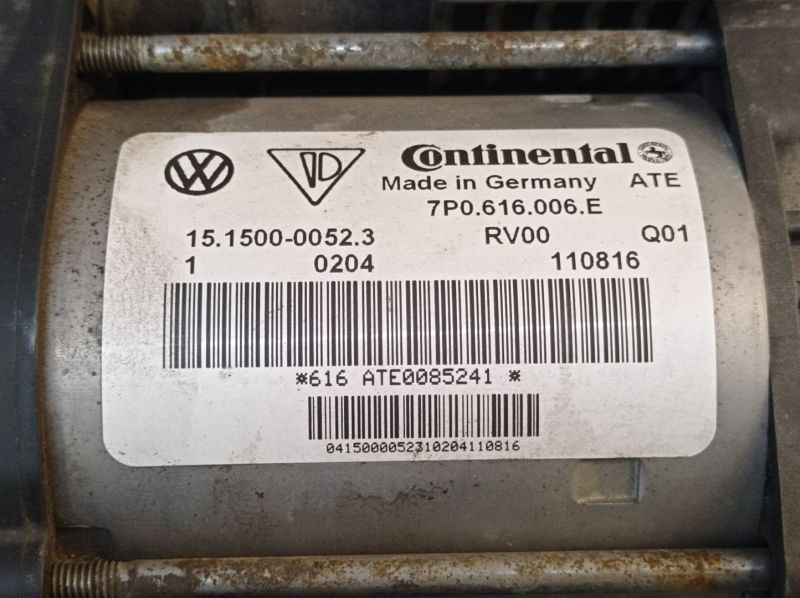 VW
Continental
Made in Germany ATE
7P0.616.006.E
15.1500-0052.3 RV00 Q01
1 0204 110816
*616 ATE0085241 *
0415000052310204110816